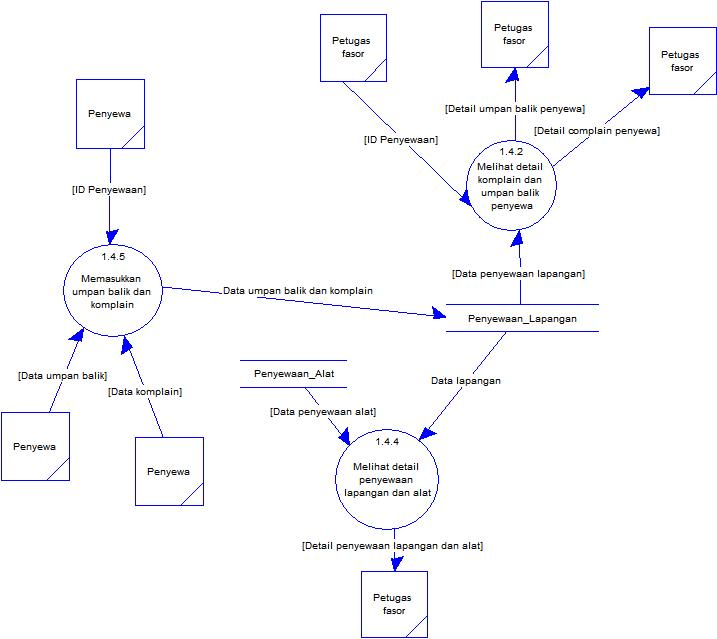 Petugas
fasor
Petugas
fasor
Petugas
fasor
Penyewa
[Detail umpan balik penyewa]
[Detail complain penyewa]
[ID Penyewaan]
1.4.2
Melihat detail
komplain dan
umpan balik
penyewa
[ID Penyewaan]
1.4.5
Memasukkan
umpan balik dan
komplain
[Data penyewaan lapangan]
Data umpan balik dan komplain
Penyewaan_Lapangan
Penyewaan_Alat
[Data umpan balik]
[Data komplain]
Data lapangan
[Data penyewaan alat]
Penyewa
Penyewa
1.4.4
Melihat detail
penyewaan
lapangan dan alat
[Detail penyewaan lapangan dan alat]
Petugas
fasor